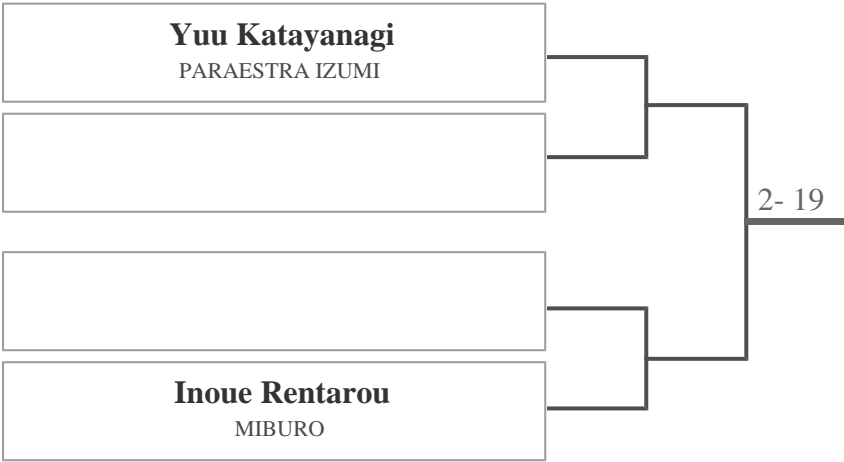 Yuu Katayanagi
PARAESTRA IZUMI
2- 19
Inoue Rentarou
MIBURO